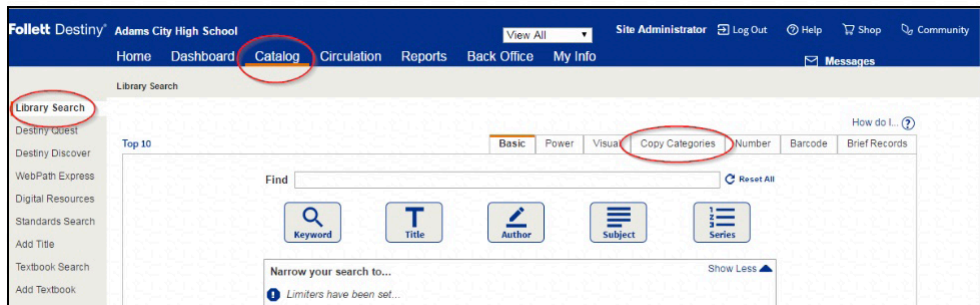 Follett Destiny® Adams City High School View All Site Administrator Log Out Help Shop Community
Home Dashboard Catalog Circulation Reports Back Office My Info Messages
Library Search
Library Search
Destiny Quest
Destiny Discover
WebPath Express
Digital Resources
Standards Search
Add Title
Textbook Search
Add Textbook
How do I... ?
Top 10 Basic Power Visual Copy Categories Number Barcode Brief Records
Find Reset All
Keyword Title Author Subject Series
Narrow your search to... Show Less
Limiters have been set...